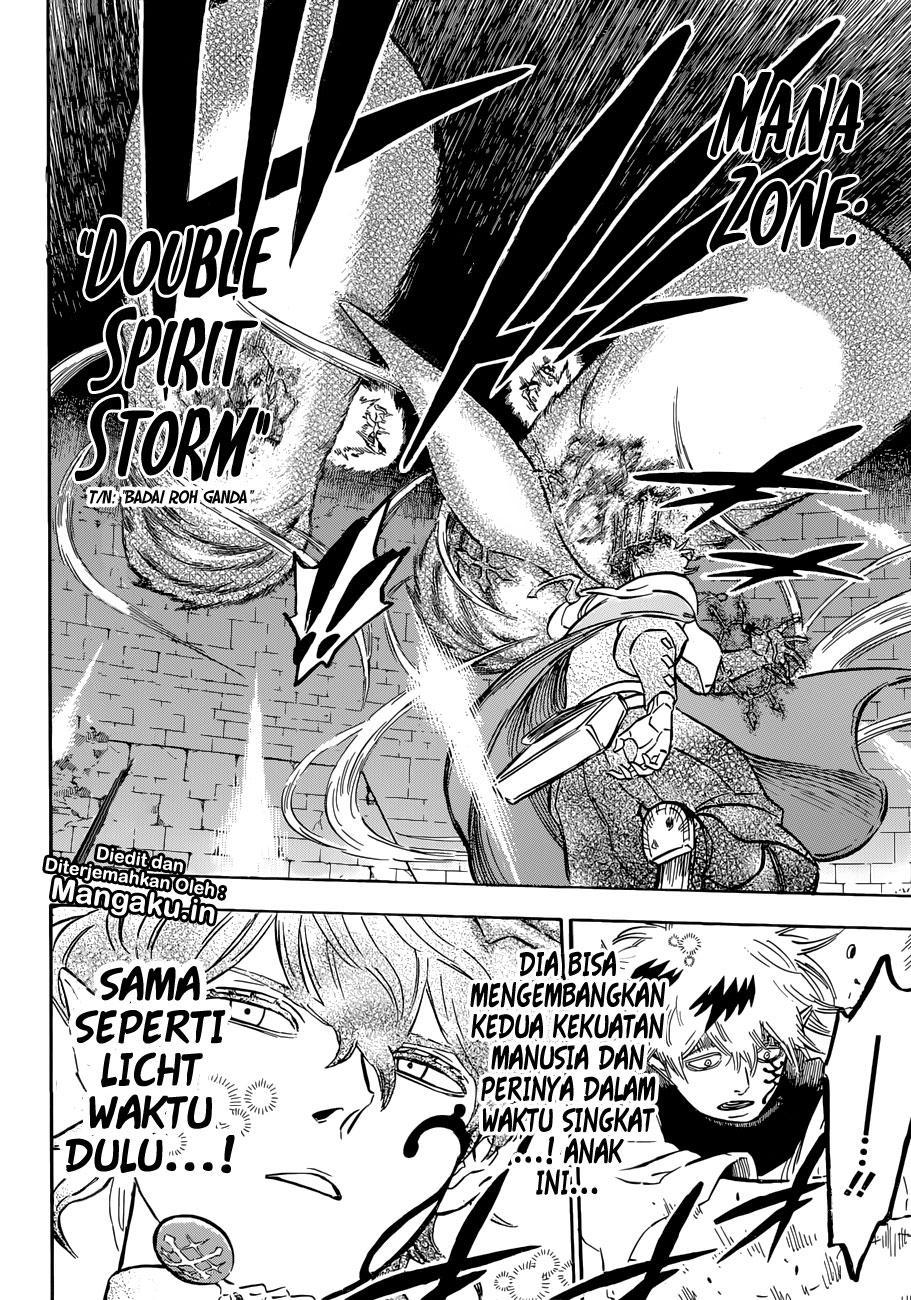 MANA
ZONE:
"DOUBLE
SPIRIT
STORM"
T/N: "BADAI ROH GANDA"
Diedit dan
Diterjemahkan Oleh :
Mangaku.in
DIA BISA
MENGEMBANGKAN
KEDUA KEKUATAN
MANUSIA DAN
PERINYA DALAM
WAKTU SINGKAT
...! ANAK
INI...
SAMA
SEPERTI
LICHT
WAKTU
DULU...!
...!!